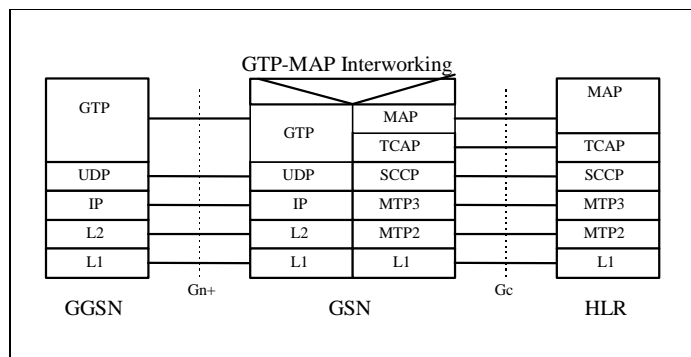 GTP-MAP Interworking
GTP
GTP
MAP
MAP
TCAP
TCAP
UDP
UDP
SCCP
SCCP
IP
IP
MTP3
MTP3
L2
L2
MTP2
MTP2
L1
L1
L1
L1
Gn+
Gc
GGSN
GSN
HLR